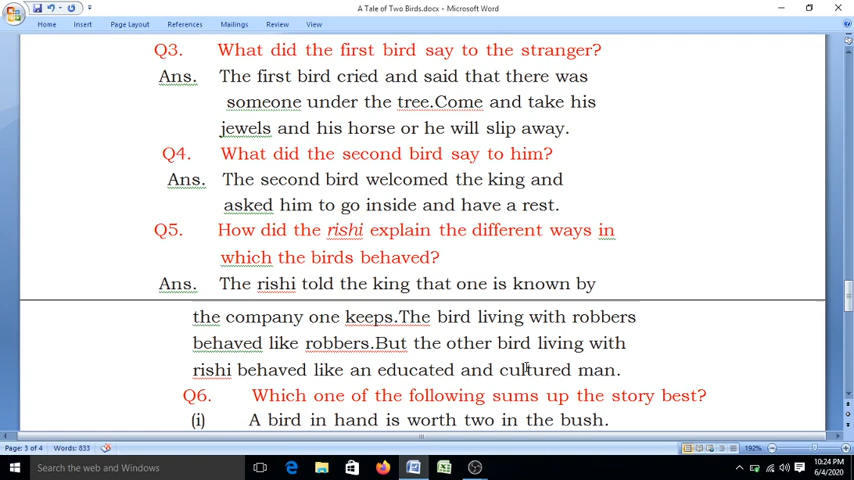 A Tale of Two Birds.docx - Microsoft Word
Home Insert Page Layout References Mailings Review View
Q3. What did the first bird say to the stranger?
Ans. The first bird cried and said that there was
someone under the tree.Come and take his
jewels and his horse or he will slip away.
Q4. What did the second bird say to him?
Ans. The second bird welcomed the king and
asked him to go inside and have a rest.
Q5. How did the rishi explain the different ways in
which the birds behaved?
Ans. The rishi told the king that one is known by
the company one keeps.The bird living with robbers
behaved like robbers.But the other bird living with
rishi behaved like an educated and cultured man.
Q6. Which one of the following sums up the story best?
(i) A bird in hand is worth two in the bush.
Page: 3 of 4 Words: 833 192%
Search the web and Windows
10:24 PM
6/4/2020